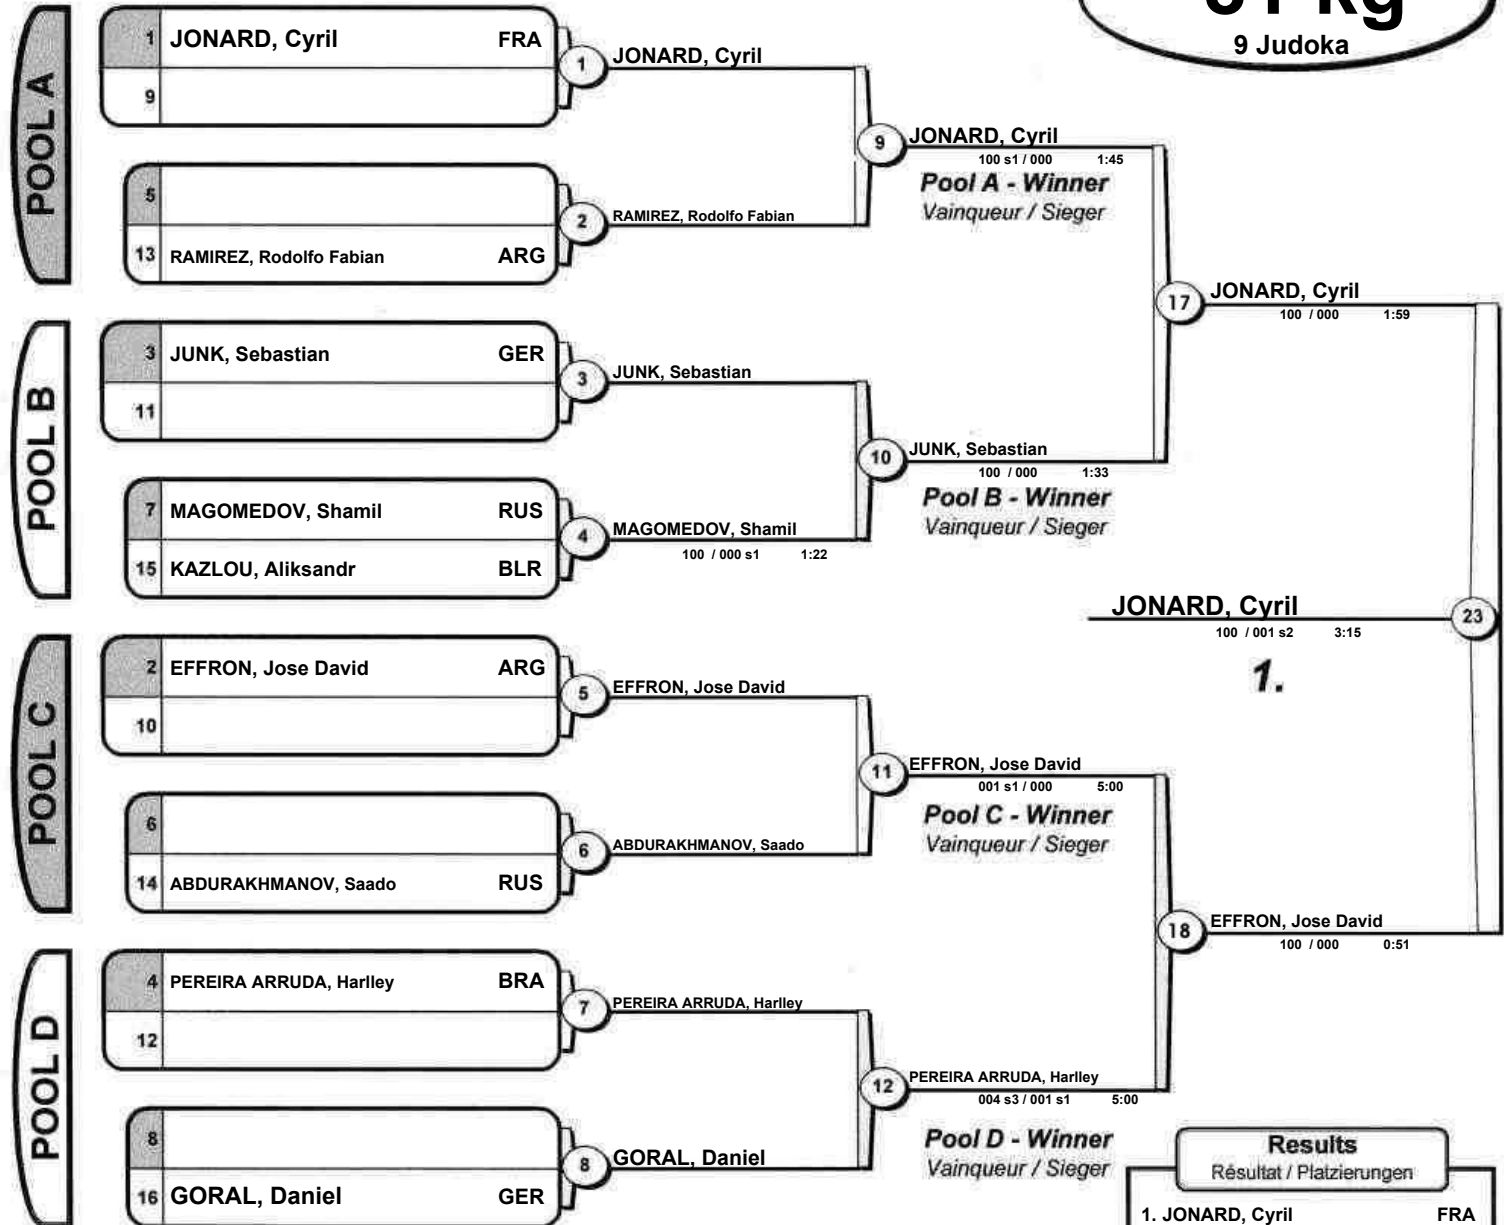 9 Judoka
POOL A
1 JONARD, Cyril FRA
9
1 JONARD, Cyril
5
13 RAMIREZ, Rodolfo Fabian ARG
2 RAMIREZ, Rodolfo Fabian
9 JONARD, Cyril
100 s1 / 000 1:45
Pool A - Winner
Vainqueur / Sieger
POOL B
3 JUNK, Sebastian GER
11
3 JUNK, Sebastian
7 MAGOMEDOV, Shamil RUS
15 KAZLOU, Aliksandr BLR
4 MAGOMEDOV, Shamil
100 / 000 s1 1:22
10 JUNK, Sebastian
100 / 000 1:33
Pool B - Winner
Vainqueur / Sieger
17 JONARD, Cyril
100 / 000 1:59
POOL C
2 EFFRON, Jose David ARG
10
5 EFFRON, Jose David
6
14 ABDURAKHMANOV, Saado RUS
6 ABDURAKHMANOV, Saado
11 EFFRON, Jose David
001 s1 / 000 5:00
Pool C - Winner
Vainqueur / Sieger
POOL D
4 PEREIRA ARRUDA, Harlley BRA
12
7 PEREIRA ARRUDA, Harlley
8
16 GORAL, Daniel GER
8 GORAL, Daniel
12 PEREIRA ARRUDA, Harlley
004 s3 / 001 s1 5:00
Pool D - Winner
Vainqueur / Sieger
18 EFFRON, Jose David
100 / 000 0:51
JONARD, Cyril 23
100 / 001 s2 3:15
1.
Results
Résultat / Platzierungen
1. JONARD, Cyril FRA